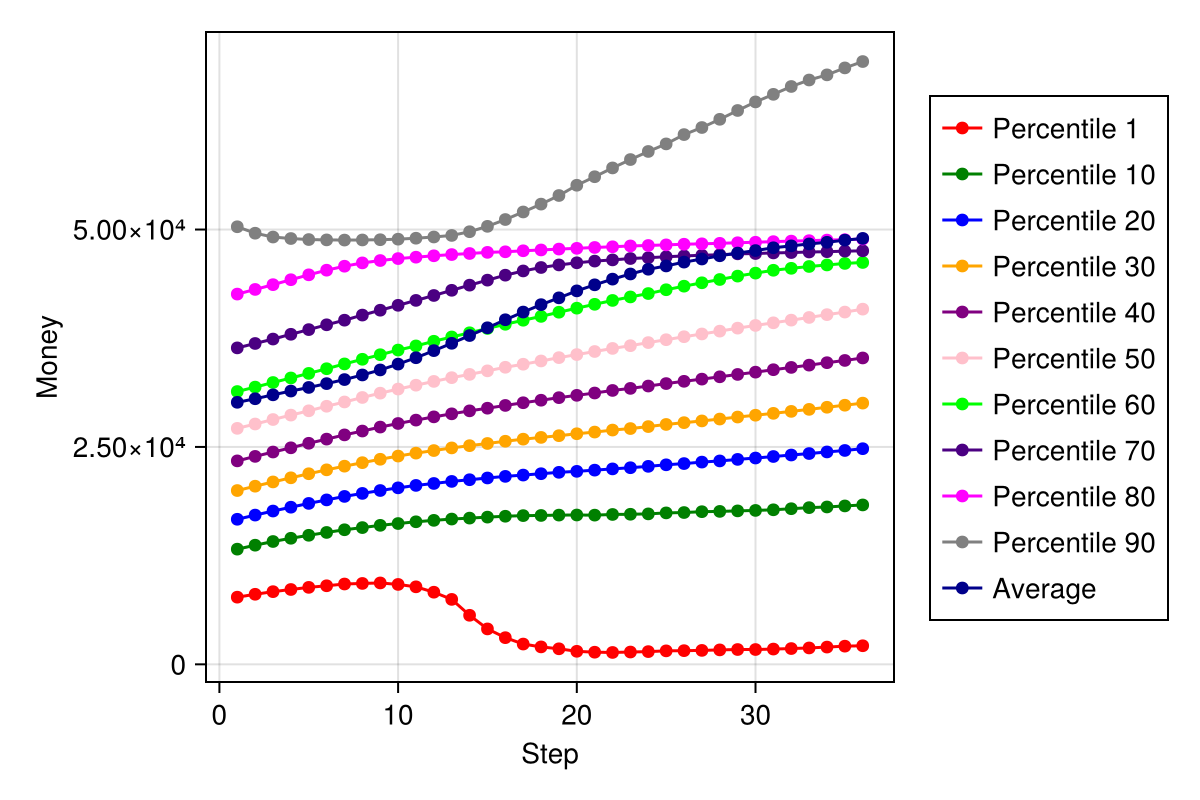 Money
5.00×10⁴
2.50×10⁴
0
0 10 20 30
Step
Percentile 1
Percentile 10
Percentile 20
Percentile 30
Percentile 40
Percentile 50
Percentile 60
Percentile 70
Percentile 80
Percentile 90
Average